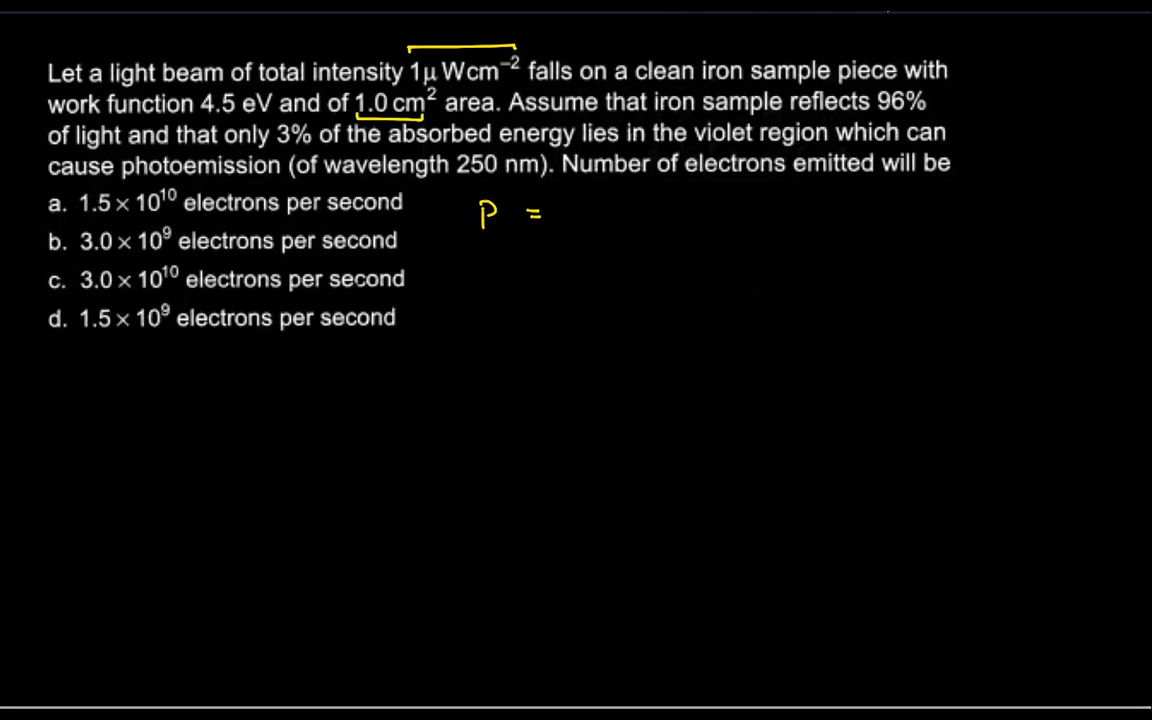 Let a light beam of total intensity 1μ Wcm⁻² falls on a clean iron sample piece with
work function 4.5 eV and of 1.0 cm² area. Assume that iron sample reflects 96%
of light and that only 3% of the absorbed energy lies in the violet region which can
cause photoemission (of wavelength 250 nm). Number of electrons emitted will be
a. 1.5 × 10¹⁰ electrons per second
P =
b. 3.0 × 10⁹ electrons per second
c. 3.0 × 10¹⁰ electrons per second
d. 1.5 × 10⁹ electrons per second